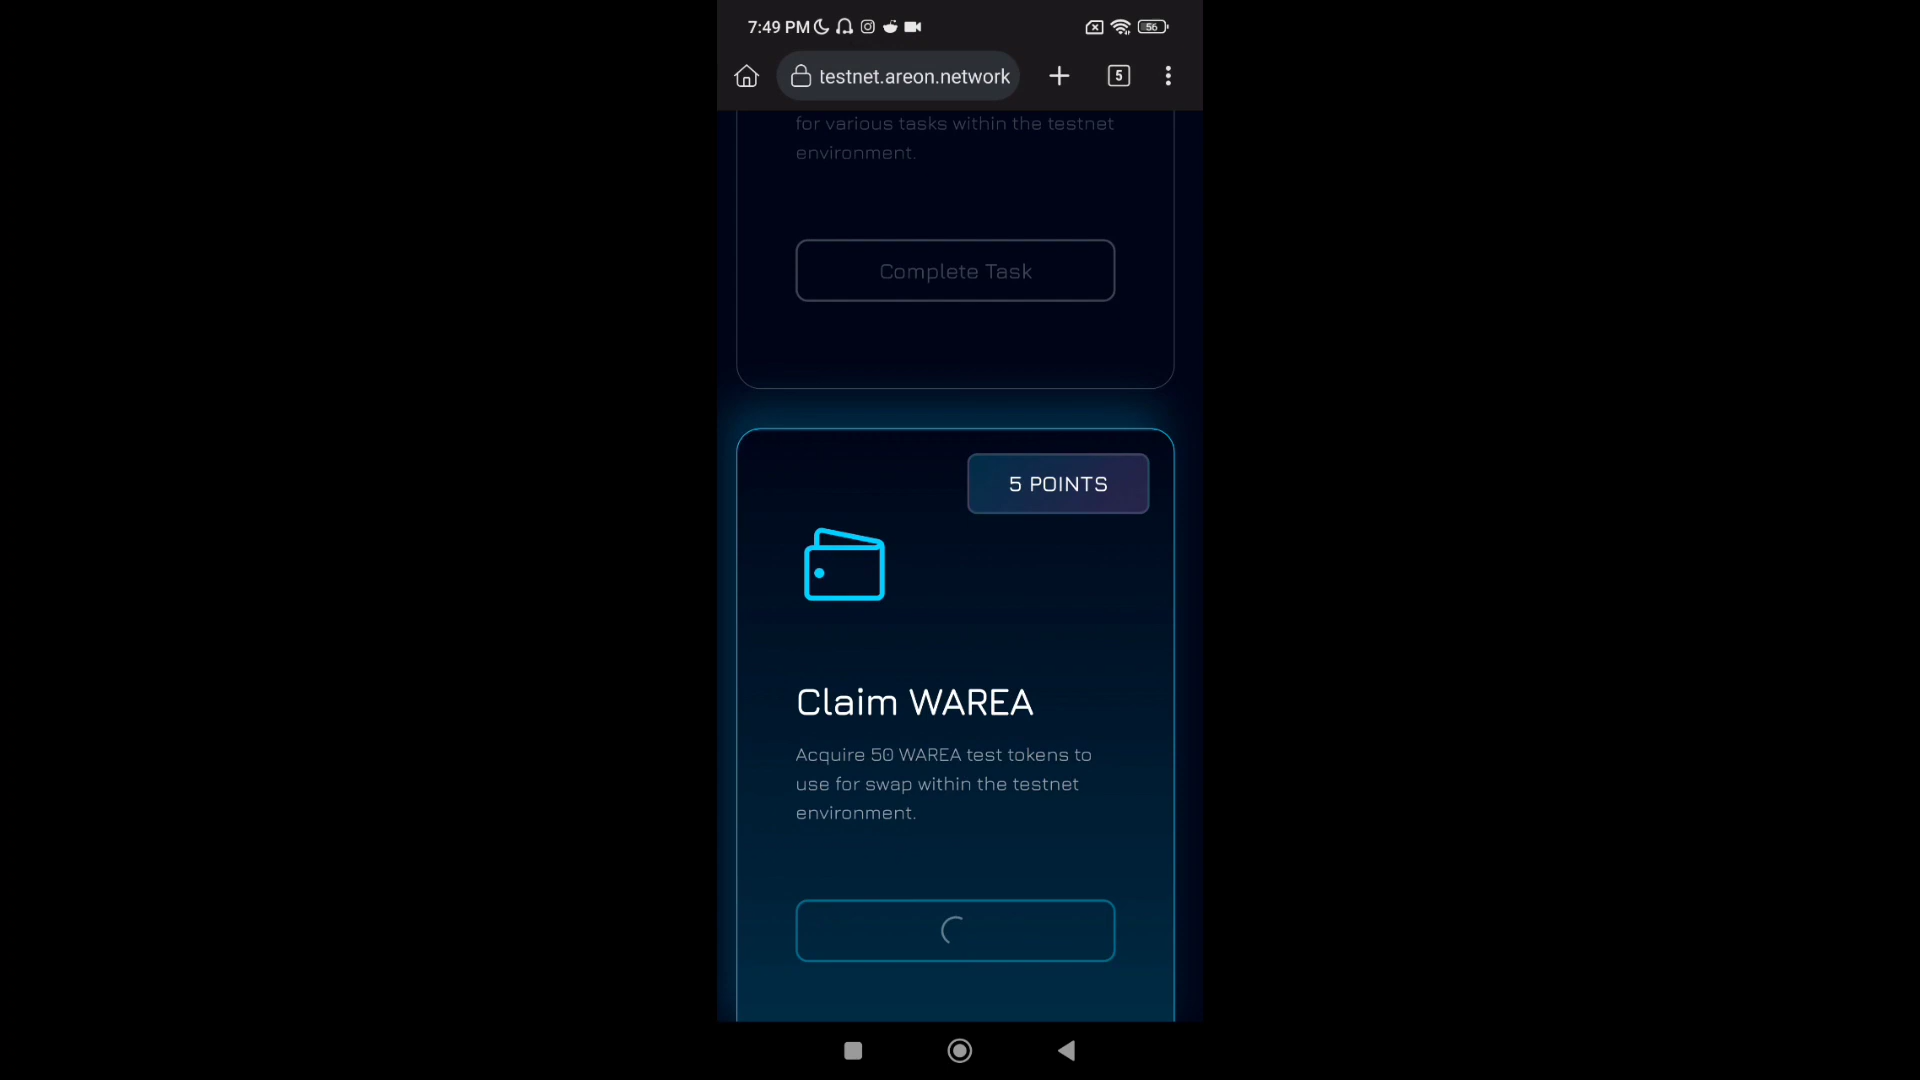 7:49 PM
56
testnet.areon.network
5
for various tasks within the testnet
environment.
Complete Task
5 POINTS
Claim WAREA
Acquire 50 WAREA test tokens to
use for swap within the testnet
environment.